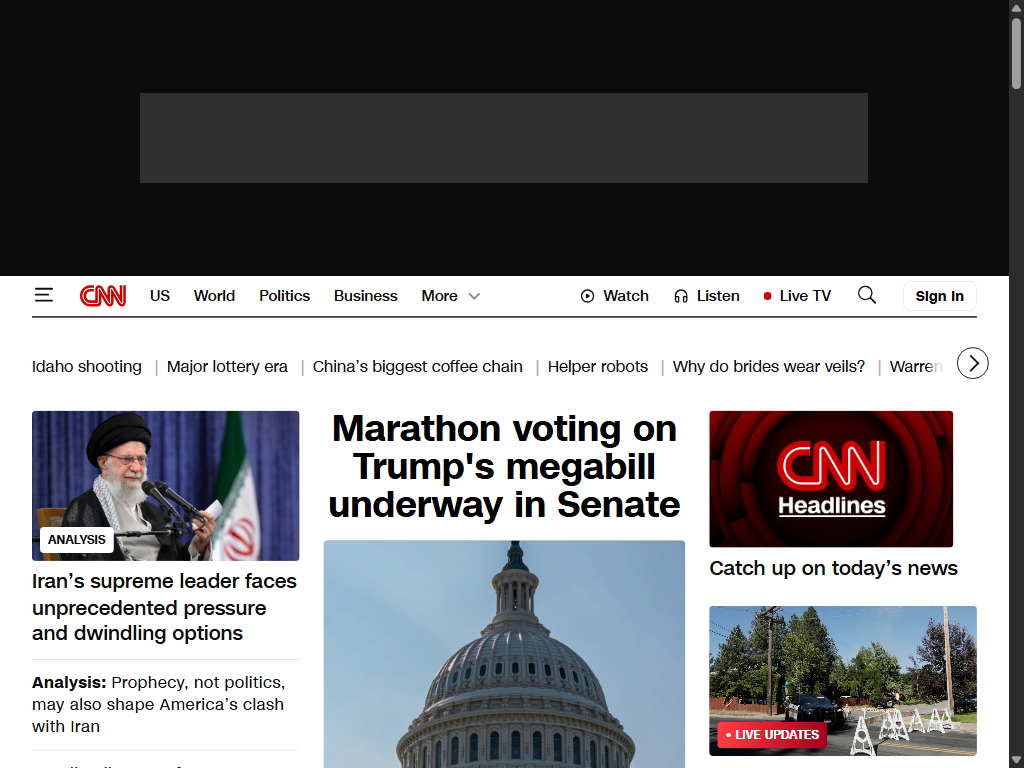 CNN US World Politics Business More Watch Listen Live TV Sign in
Idaho shooting | Major lottery era | China’s biggest coffee chain | Helper robots | Why do brides wear veils? | Warren
ANALYSIS
Iran’s supreme leader faces
unprecedented pressure
and dwindling options
Analysis: Prophecy, not politics,
may also shape America’s clash
with Iran
Marathon voting on
Trump's megabill
underway in Senate
CNN
Headlines
Catch up on today’s news
• LIVE UPDATES